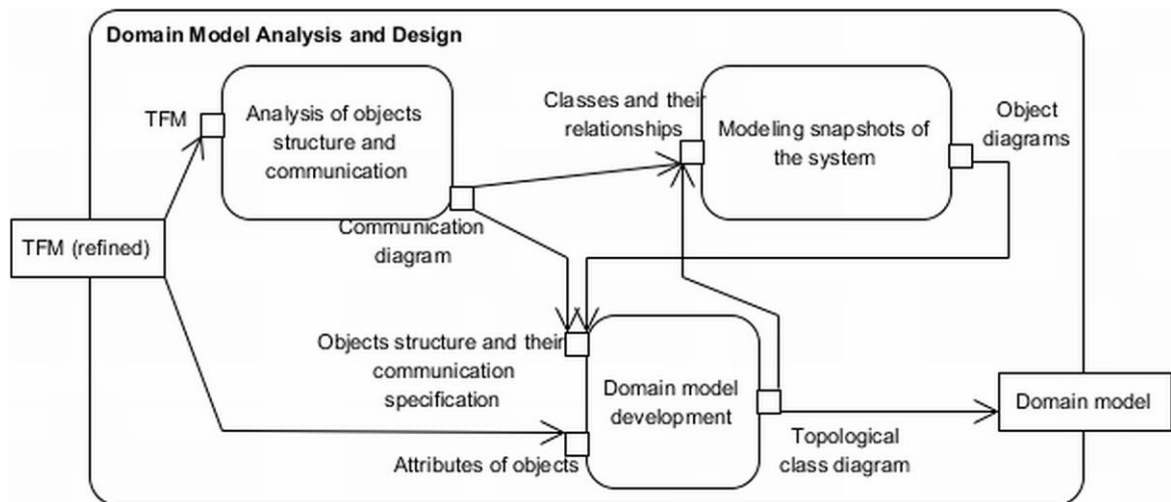 Domain Model Analysis and Design
TFM
Analysis of objects
structure and
communication
Classes and their
relationships
Modeling snapshots of
the system
Object
diagrams
Communication
diagram
TFM (refined)
Objects structure and their
communication
specification
Domain model
development
Attributes of objects
Topological
class diagram
Domain model